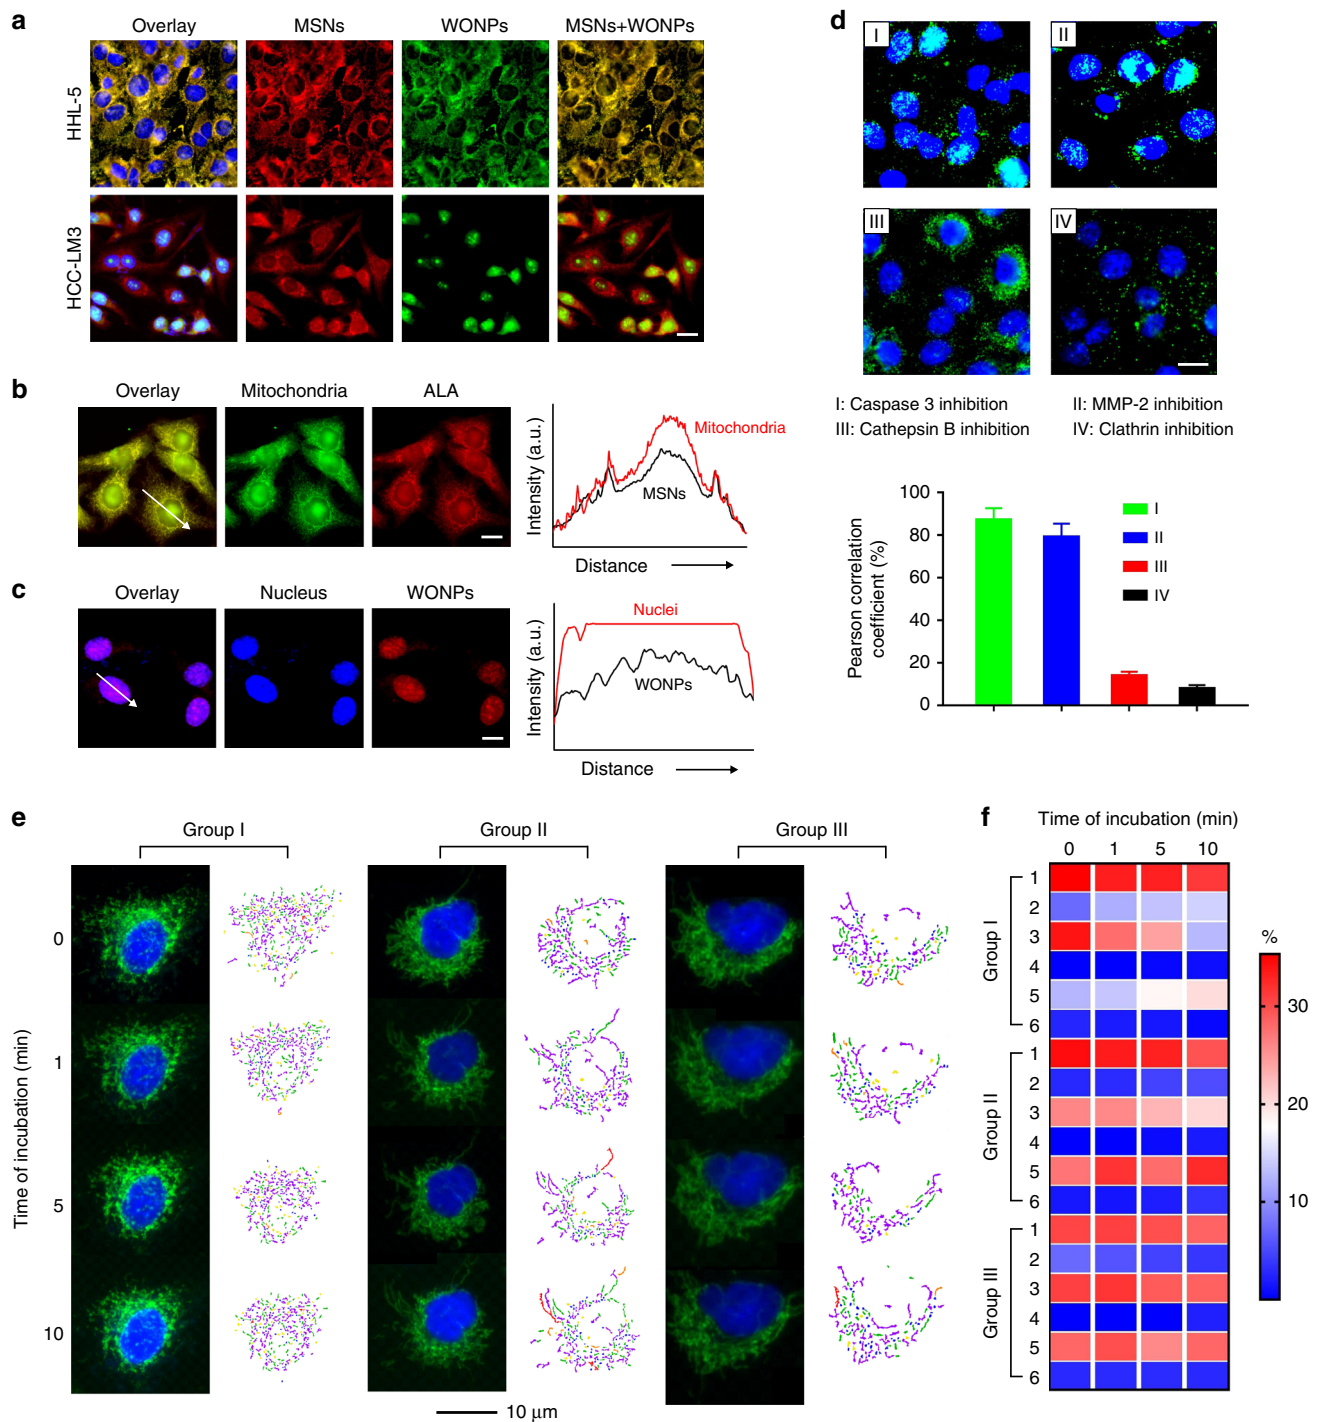 a
Overlay MSNs WONPs MSNs+WONPs
HHL-5
HCC-LM3
b
Overlay Mitochondria ALA
Intensity (a.u.)
Mitochondria
MSNs
Distance
c
Overlay Nucleus WONPs
Intensity (a.u.)
Nuclei
WONPs
Distance
d
I II
III IV
I: Caspase 3 inhibition II: MMP-2 inhibition
III: Cathepsin B inhibition IV: Clathrin inhibition
Pearson correlation
coefficient (%)
100
80
60
40
20
0
I
II
III
IV
e
Group I Group II Group III
Time of incubation (min)
0
1
5
10
10 µm
f
Time of incubation (min)
0 1 5 10
Group I
1
2
3
4
5
6
Group II
1
2
3
4
5
6
Group III
1
2
3
4
5
6
%
30
20
10